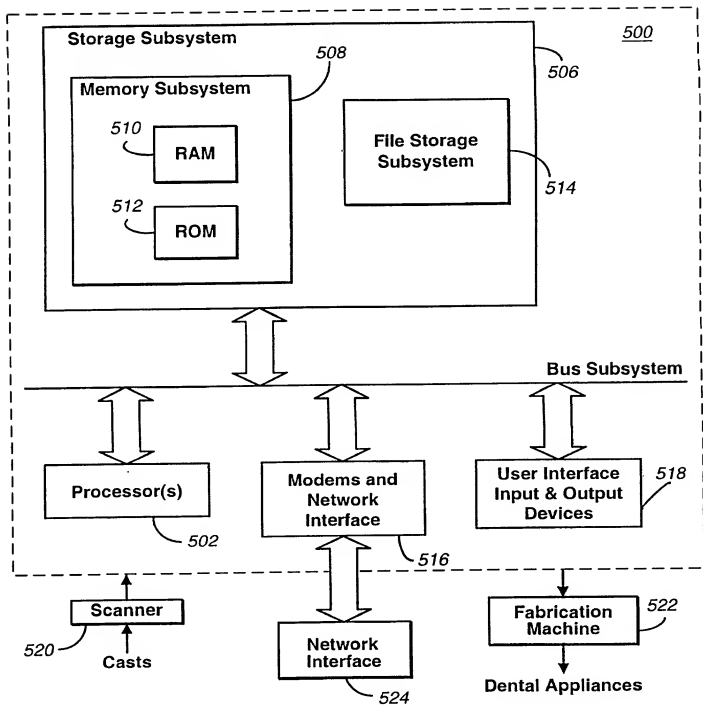 Storage Subsystem
500
508
506
Memory Subsystem
510
RAM
File Storage
Subsystem
514
512
ROM
Bus Subsystem
Processor(s)
502
Modems and
Network
Interface
516
User Interface
Input & Output
Devices
518
Scanner
520
Casts
Network
Interface
524
Fabrication
Machine
522
Dental Appliances